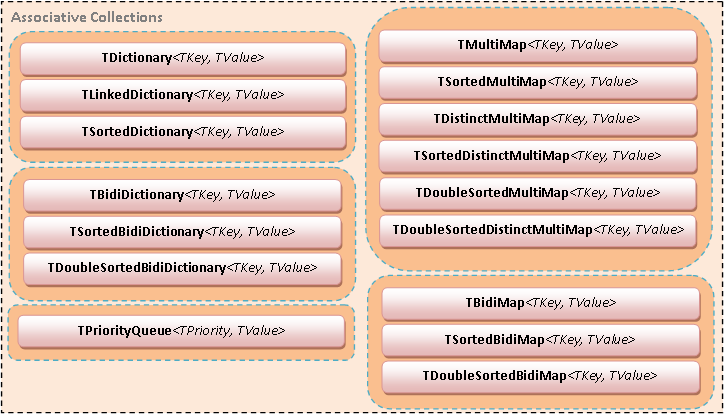 Associative Collections
TDictionary<TKey, TValue>
TLinkedDictionary<TKey, TValue>
TSortedDictionary<TKey, TValue>
TBidiDictionary<TKey, TValue>
TSortedBidiDictionary<TKey, TValue>
TDoubleSortedBidiDictionary<TKey, TValue>
TPriorityQueue<TPriority, TValue>
TMultiMap<TKey, TValue>
TSortedMultiMap<TKey, TValue>
TDistinctMultiMap<TKey, TValue>
TSortedDistinctMultiMap<TKey, TValue>
TDoubleSortedMultiMap<TKey, TValue>
TDoubleSortedDistinctMultiMap<TKey, TValue>
TBidiMap<TKey, TValue>
TSortedBidiMap<TKey, TValue>
TDoubleSortedBidiMap<TKey, TValue>